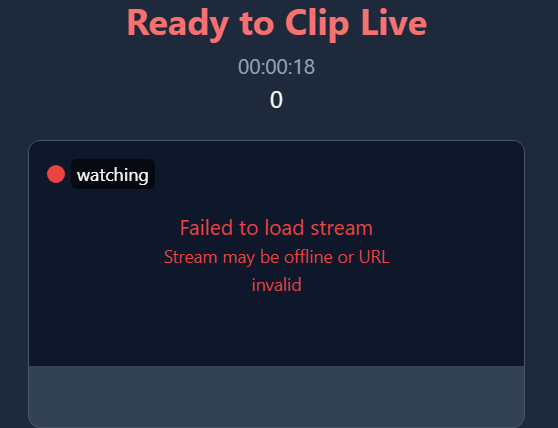 Ready to Clip Live
00:00:18
0
watching
Failed to load stream
Stream may be offline or URL
invalid